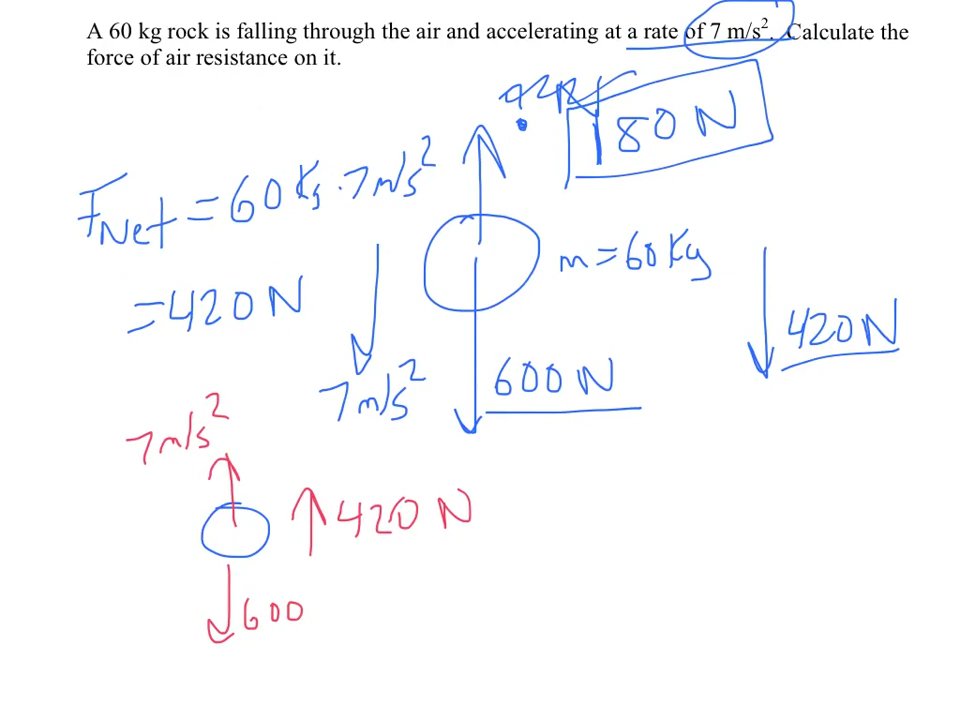 A 60 kg rock is falling through the air and accelerating at a rate of 7 m/s². Calculate the
force of air resistance on it.
180 N
F Net = 60 Kg · 7 m/s²
m = 60 Kg
= 420 N
420 N
7 m/s²
600 N
7 m/s²
420 N
600